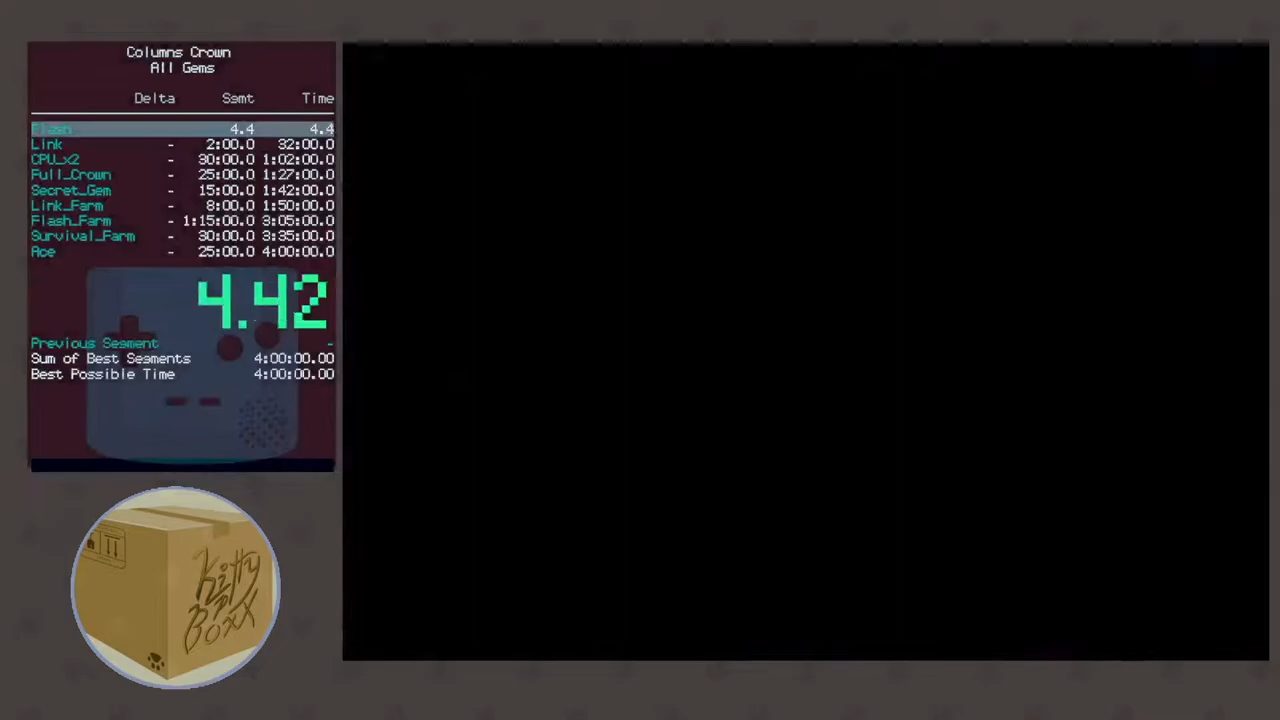 Columns Crown
All Gems
Delta Sgmt Time
Flash 4.4 4.4
Link - 2:00.0 32:00.0
CPU_x2 - 30:00.0 1:02:00.0
Full_Crown - 25:00.0 1:27:00.0
Secret_Gem - 15:00.0 1:42:00.0
Link_Farm - 8:00.0 1:50:00.0
Flash_Farm - 1:15:00.0 3:05:00.0
Survival_Farm - 30:00.0 3:35:00.0
Ace - 25:00.0 4:00:00.0
4.42
Previous Segment -
Sum of Best Segments 4:00:00.00
Best Possible Time 4:00:00.00
Kitty
BoxX